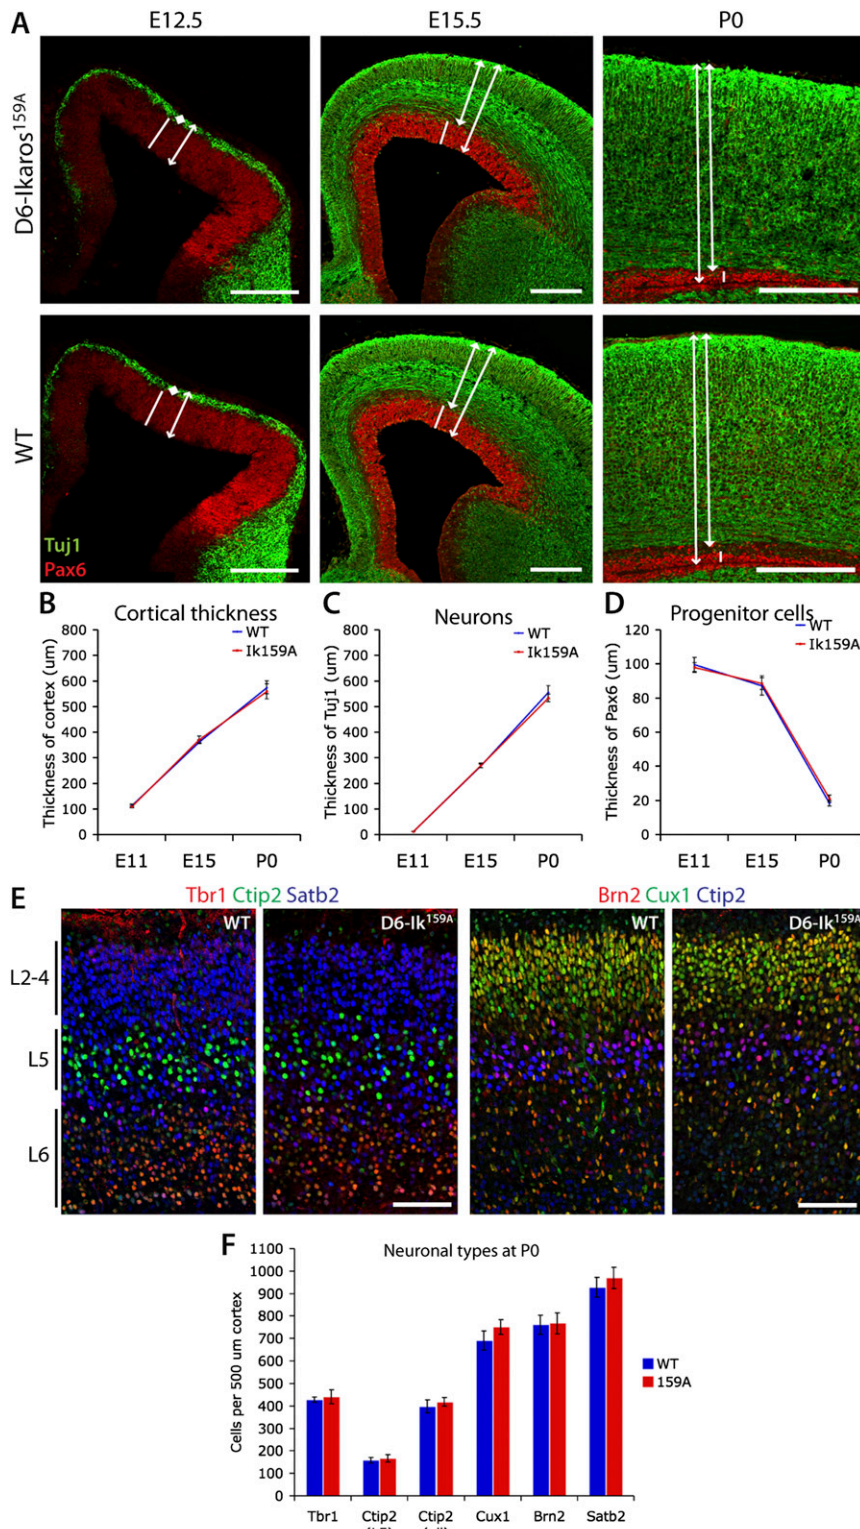 A
E12.5
E15.5
P0
D6-Ikaros159A
WT
Tuj1
Pax6
B
Cortical thickness
Thickness of cortex (um)
800
700
600
500
400
300
200
100
0
WT
Ik159A
E11 E15 P0
C
Neurons
Thickness of Tuj1 (um)
800
700
600
500
400
300
200
100
0
WT
Ik159A
E11 E15 P0
D
Progenitor cells
Thickness of Pax6 (um)
120
100
80
60
40
20
0
WT
Ik159A
E11 E15 P0
E
Tbr1 Ctip2 Satb2
Brn2 Cux1 Ctip2
WT
D6-Ik159A
WT
D6-Ik159A
L2-4
L5
L6
F
Neuronal types at P0
Cells per 500 um cortex
1100
1000
900
800
700
600
500
400
300
200
100
0
WT
159A
Tbr1 Ctip2 Ctip2 Cux1 Brn2 Satb2